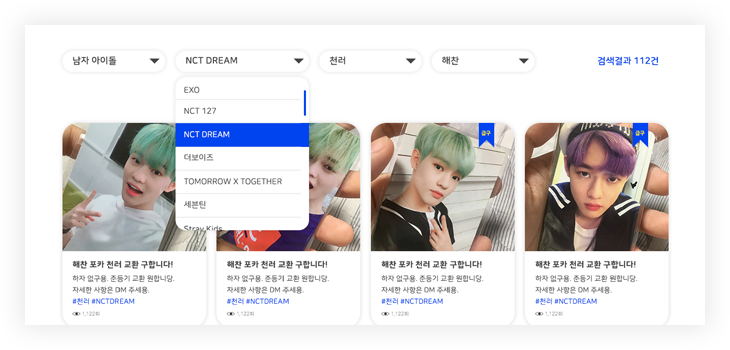 남자 아이돌
NCT DREAM
천러
해찬
검색결과 112건
EXO
NCT 127
NCT DREAM
더보이즈
TOMORROW X TOGETHER
세븐틴
Stray Kids
급구
급구
해찬 포카 천러 교환 구합니다!
하자 없구용. 준등기 교환 원합니당.
자세한 사항은 DM 주세용.
#천러 #NCTDREAM
1,122회
해찬 포카 천러 교환 구합니다!
하자 없구용. 준등기 교환 원합니당.
자세한 사항은 DM 주세용.
#천러 #NCTDREAM
1,122회
해찬 포카 천러 교환 구합니다!
하자 없구용. 준등기 교환 원합니당.
자세한 사항은 DM 주세용.
#천러 #NCTDREAM
1,122회
해찬 포카 천러 교환 구합니다!
하자 없구용. 준등기 교환 원합니당.
자세한 사항은 DM 주세용.
#천러 #NCTDREAM
1,122회